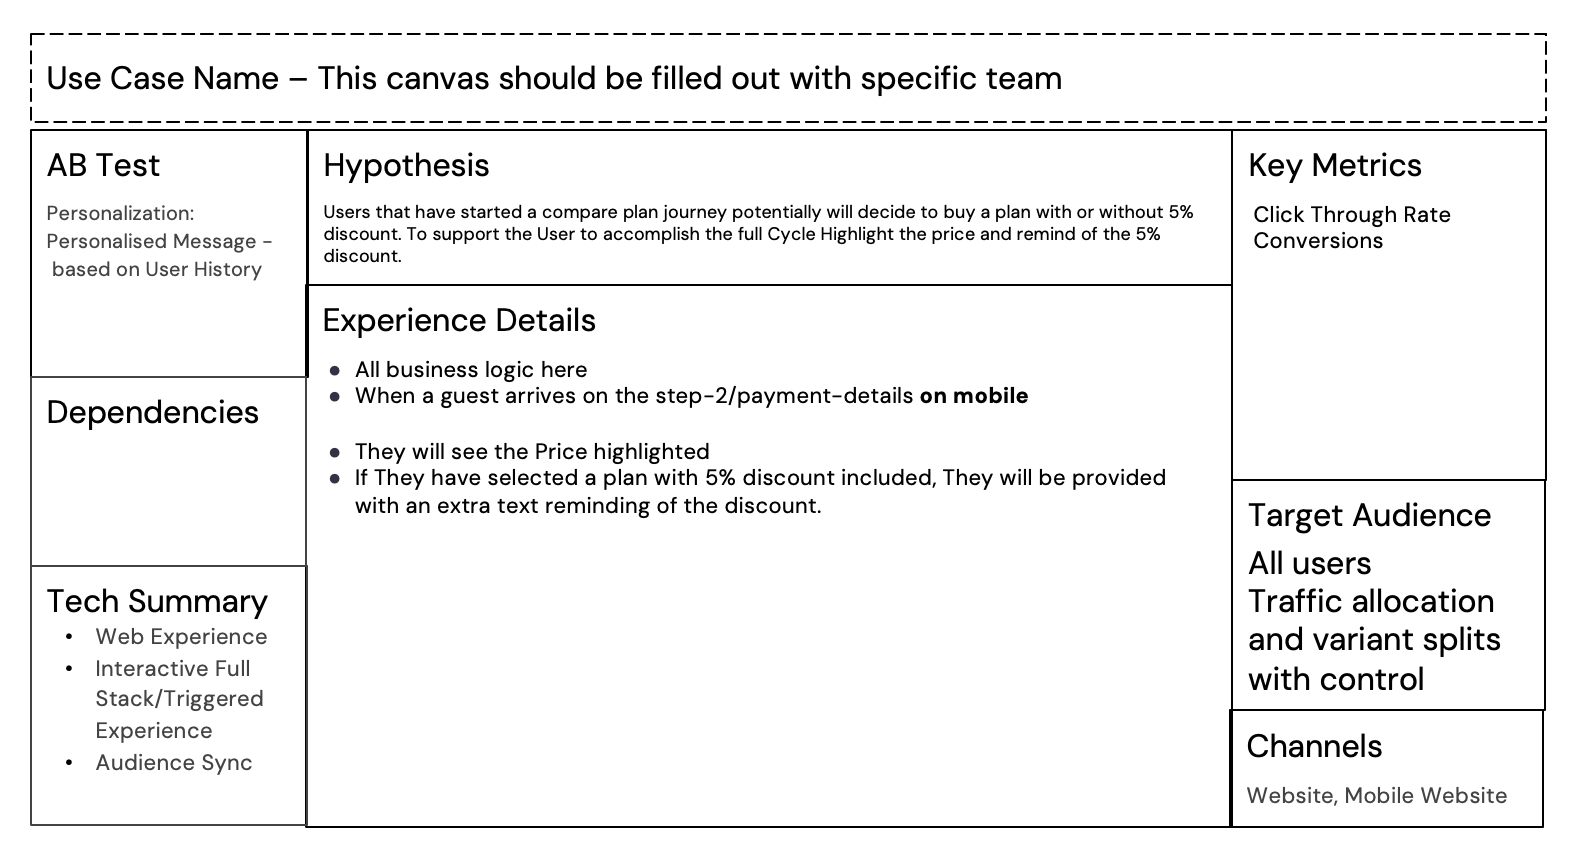 Use Case Name – This canvas should be filled out with specific team
AB Test
Personalization:
Personalised Message -
based on User History
Hypothesis
Users that have started a compare plan journey potentially will decide to buy a plan with or without 5%
discount. To support the User to accomplish the full Cycle Highlight the price and remind of the 5%
discount.
Key Metrics
Click Through Rate
Conversions
Experience Details
● All business logic here
● When a guest arrives on the step-2/payment-details on mobile
● They will see the Price highlighted
● If They have selected a plan with 5% discount included, They will be provided
with an extra text reminding of the discount.
Dependencies
Tech Summary
• Web Experience
• Interactive Full
Stack/Triggered
Experience
• Audience Sync
Target Audience
All users
Traffic allocation
and variant splits
with control
Channels
Website, Mobile Website